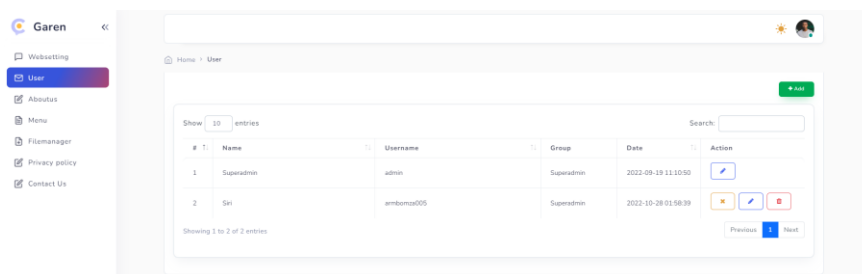 Garen
Websetting
User
Aboutus
Menu
Filemanager
Privacy policy
Contact Us
Home › User
+ Add
Show 10 entries
Search:
# Name Username Group Date Action
1 Superadmin admin Superadmin 2022-09-19 11:10:50
2 Siri armbomza005 Superadmin 2022-10-28 01:58:39
Showing 1 to 2 of 2 entries
Previous 1 Next